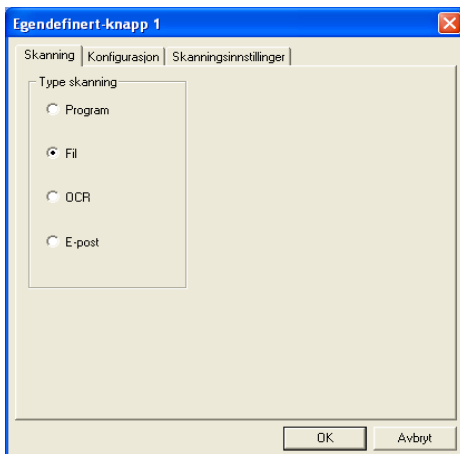 Egendefinert-knapp 1
Skanning Konfigurasjon Skanningsinnstillinger
Type skanning
Program
Fil
OCR
E-post
OK Avbryt